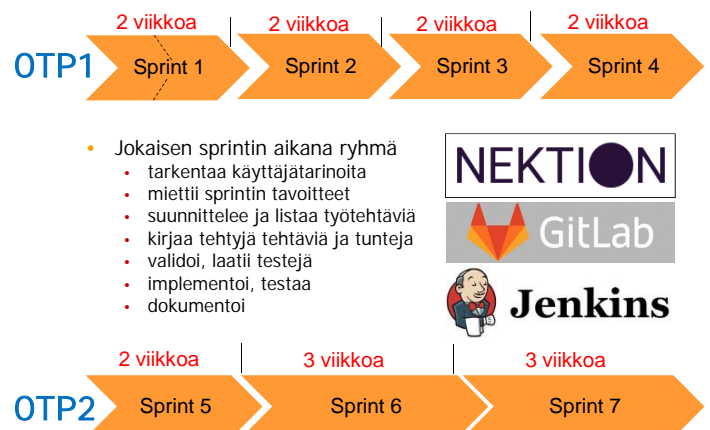 2 viikkoa 2 viikkoa 2 viikkoa 2 viikkoa
OTP1 Sprint 1 Sprint 2 Sprint 3 Sprint 4
• Jokaisen sprintin aikana ryhmä
• tarkentaa käyttäjätarinoita
• miettii sprintin tavoitteet
• suunnittelee ja listaa työtehtäviä
• kirjaa tehtyjä tehtäviä ja tunteja
• validoi, laatii testejä
• implementoi, testaa
• dokumentoi
NEKTION
GitLab
Jenkins
2 viikkoa 3 viikkoa 3 viikkoa
OTP2 Sprint 5 Sprint 6 Sprint 7